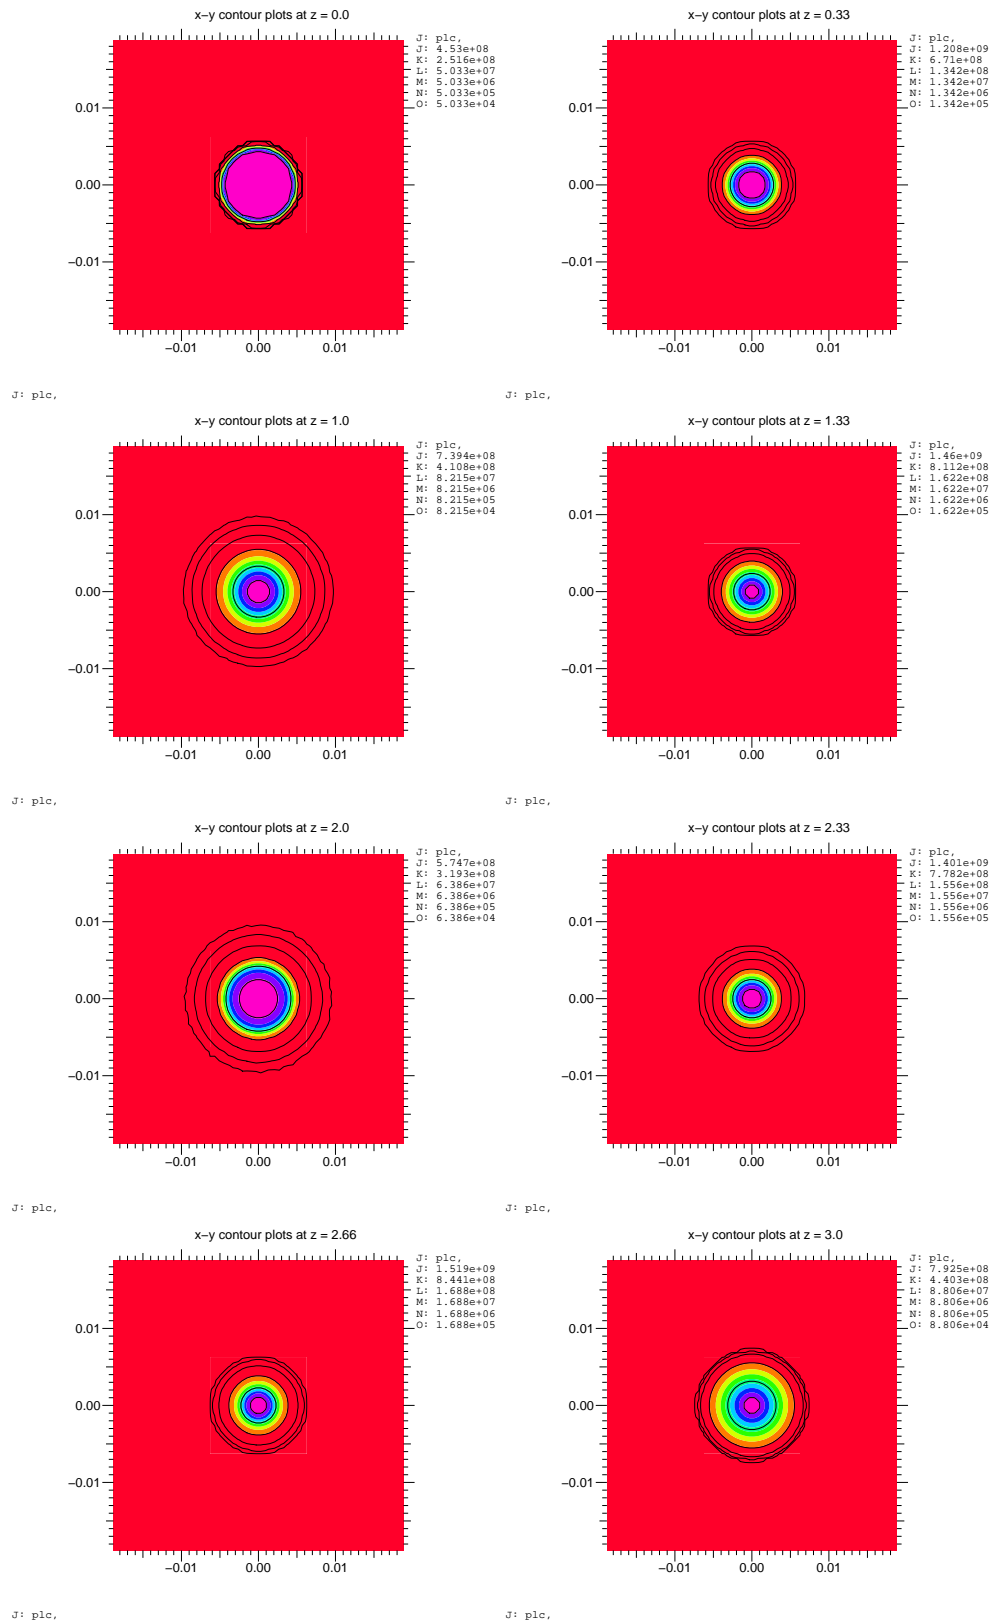 x-y contour plots at z = 0.0
J: plc,
J: 4.53e+08
K: 2.516e+08
L: 5.033e+07
M: 5.033e+06
N: 5.033e+05
O: 5.033e+04
0.01
0.00
-0.01
-0.01 0.00 0.01
J: plc,
x-y contour plots at z = 0.33
J: plc,
J: 1.208e+09
K: 6.71e+08
L: 1.342e+08
M: 1.342e+07
N: 1.342e+06
O: 1.342e+05
0.01
0.00
-0.01
-0.01 0.00 0.01
J: plc,
x-y contour plots at z = 1.0
J: plc,
J: 7.394e+08
K: 4.108e+08
L: 8.215e+07
M: 8.215e+06
N: 8.215e+05
O: 8.215e+04
0.01
0.00
-0.01
-0.01 0.00 0.01
J: plc,
x-y contour plots at z = 1.33
J: plc,
J: 1.46e+09
K: 8.112e+08
L: 1.622e+08
M: 1.622e+07
N: 1.622e+06
O: 1.622e+05
0.01
0.00
-0.01
-0.01 0.00 0.01
J: plc,
x-y contour plots at z = 2.0
J: plc,
J: 5.747e+08
K: 3.193e+08
L: 6.386e+07
M: 6.386e+06
N: 6.386e+05
O: 6.386e+04
0.01
0.00
-0.01
-0.01 0.00 0.01
J: plc,
x-y contour plots at z = 2.33
J: plc,
J: 1.401e+09
K: 7.782e+08
L: 1.556e+08
M: 1.556e+07
N: 1.556e+06
O: 1.556e+05
0.01
0.00
-0.01
-0.01 0.00 0.01
J: plc,
x-y contour plots at z = 2.66
J: plc,
J: 1.519e+09
K: 8.441e+08
L: 1.688e+08
M: 1.688e+07
N: 1.688e+06
O: 1.688e+05
0.01
0.00
-0.01
-0.01 0.00 0.01
J: plc,
x-y contour plots at z = 3.0
J: plc,
J: 7.925e+08
K: 4.403e+08
L: 8.806e+07
M: 8.806e+06
N: 8.806e+05
O: 8.806e+04
0.01
0.00
-0.01
-0.01 0.00 0.01
J: plc,